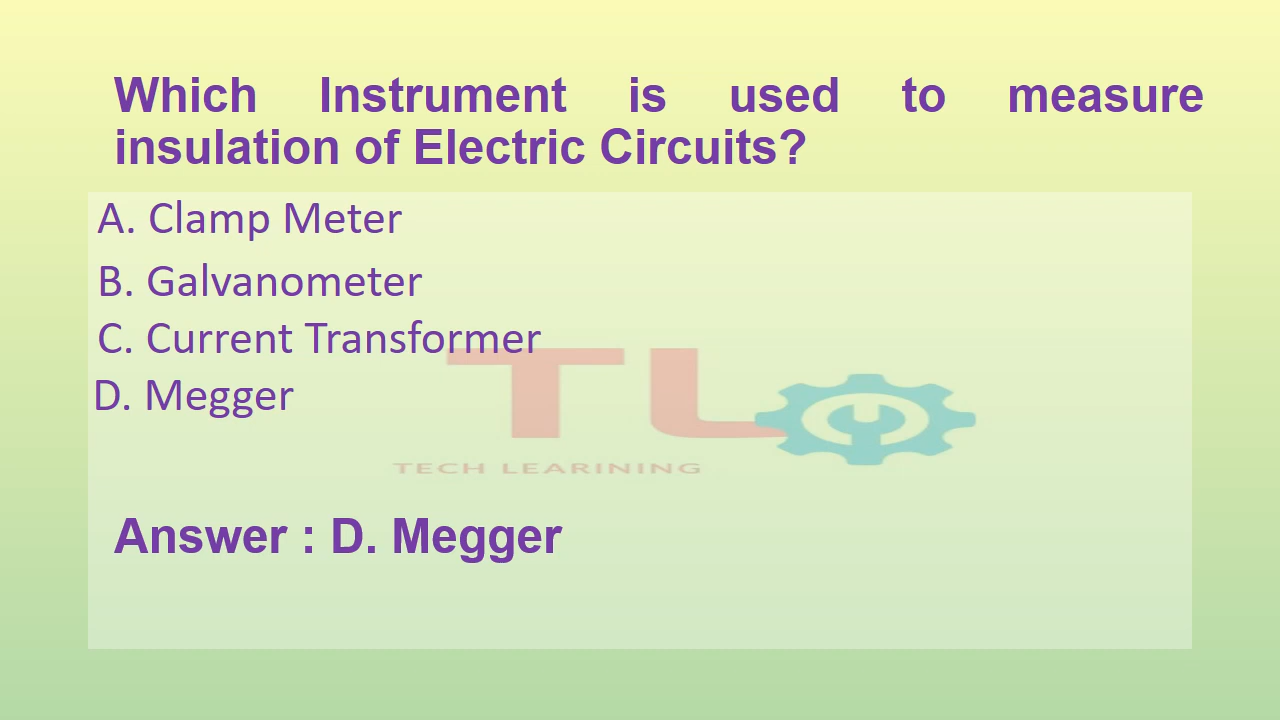 Which Instrument is used to measure
insulation of Electric Circuits?
A. Clamp Meter
B. Galvanometer
C. Current Transformer
D. Megger
TL
TECH LEARINING
Answer : D. Megger